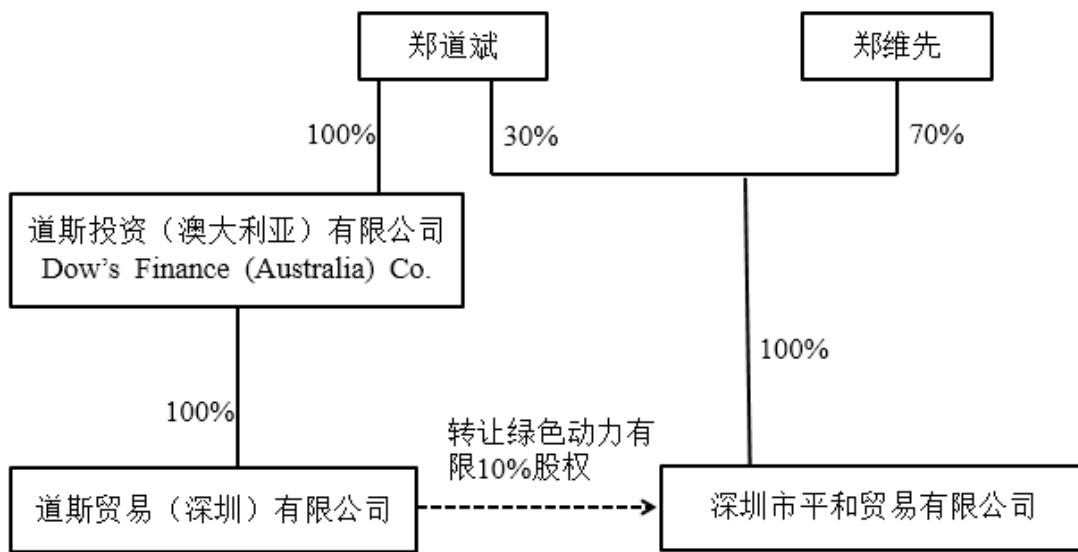 郑道斌
郑维先
100%
30%
70%
道斯投资（澳大利亚）有限公司
Dow's Finance (Australia) Co.
100%
100%
转让绿色动力有
限10%股权
道斯贸易（深圳）有限公司
深圳市平和贸易有限公司